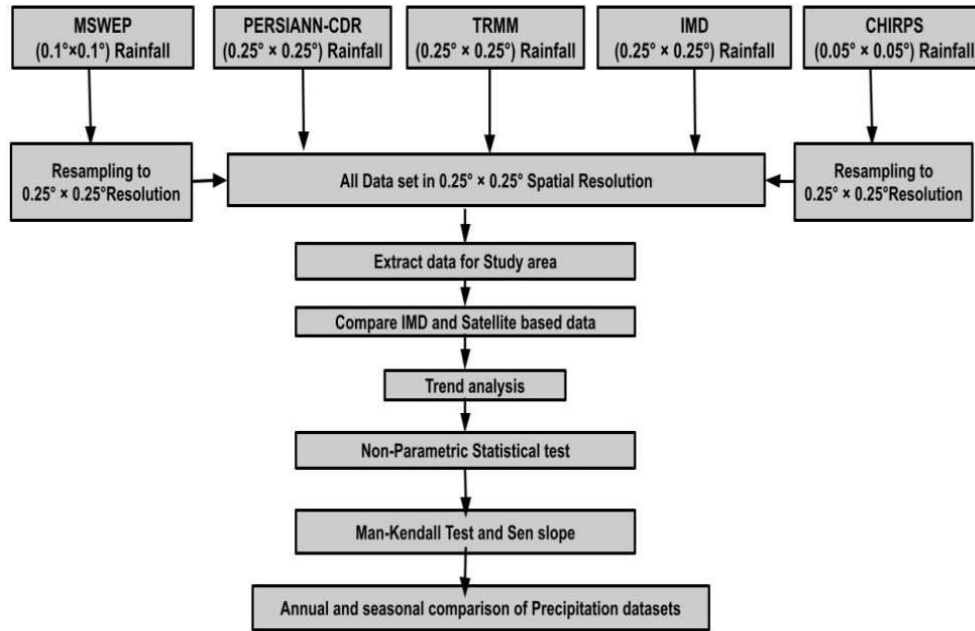 MSWEP
(0.1°×0.1°) Rainfall
PERSIANN-CDR
(0.25° × 0.25°) Rainfall
TRMM
(0.25° × 0.25°) Rainfall
IMD
(0.25° × 0.25°) Rainfall
CHIRPS
(0.05° × 0.05°) Rainfall
Resampling to
0.25° × 0.25°Resolution
All Data set in 0.25° × 0.25° Spatial Resolution
Resampling to
0.25° × 0.25°Resolution
Extract data for Study area
Compare IMD and Satellite based data
Trend analysis
Non-Parametric Statistical test
Man-Kendall Test and Sen slope
Annual and seasonal comparison of Precipitation datasets